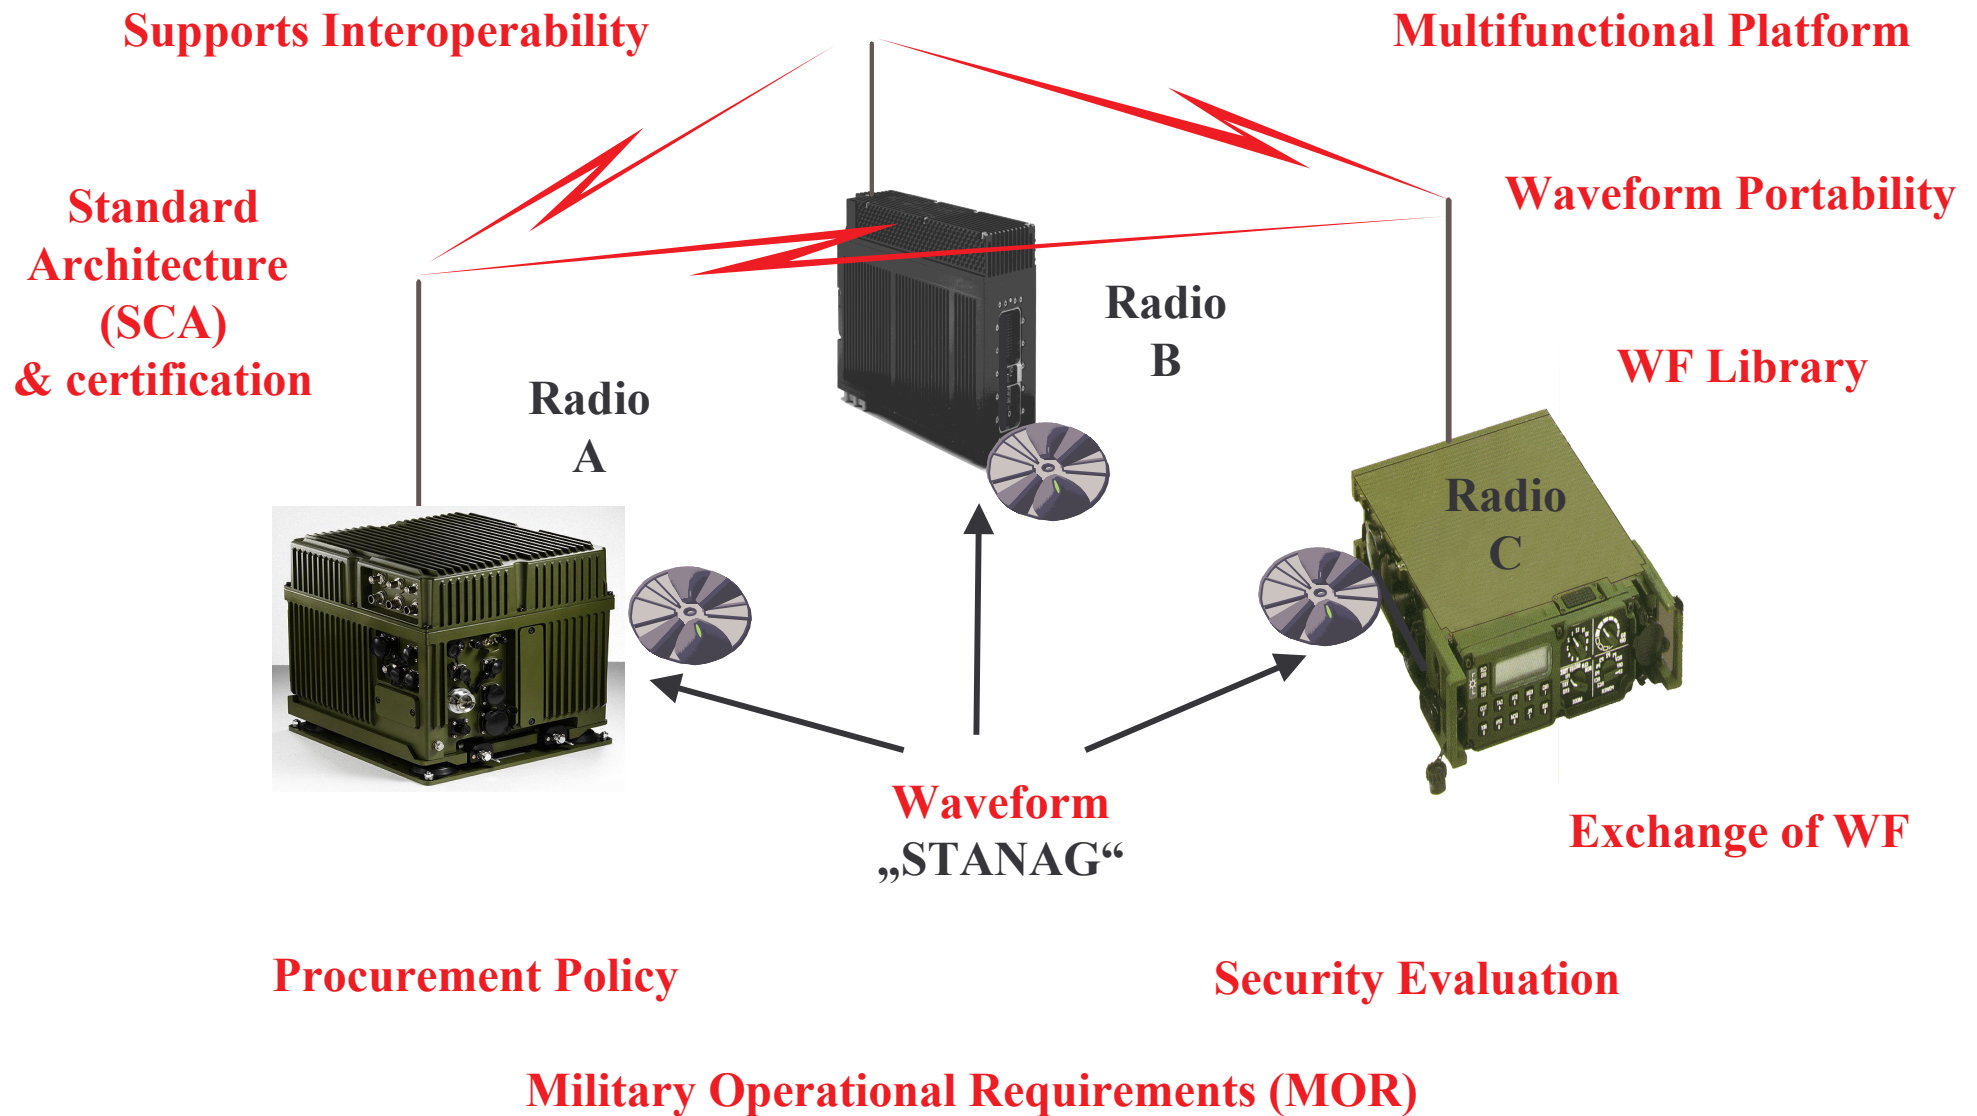 Supports Interoperability
Multifunctional Platform
Standard
Architecture
(SCA)
& certification
Waveform Portability
Radio
B
WF Library
Radio
A
Radio
C
Waveform
„STANAG“
Exchange of WF
Procurement Policy
Security Evaluation
Military Operational Requirements (MOR)